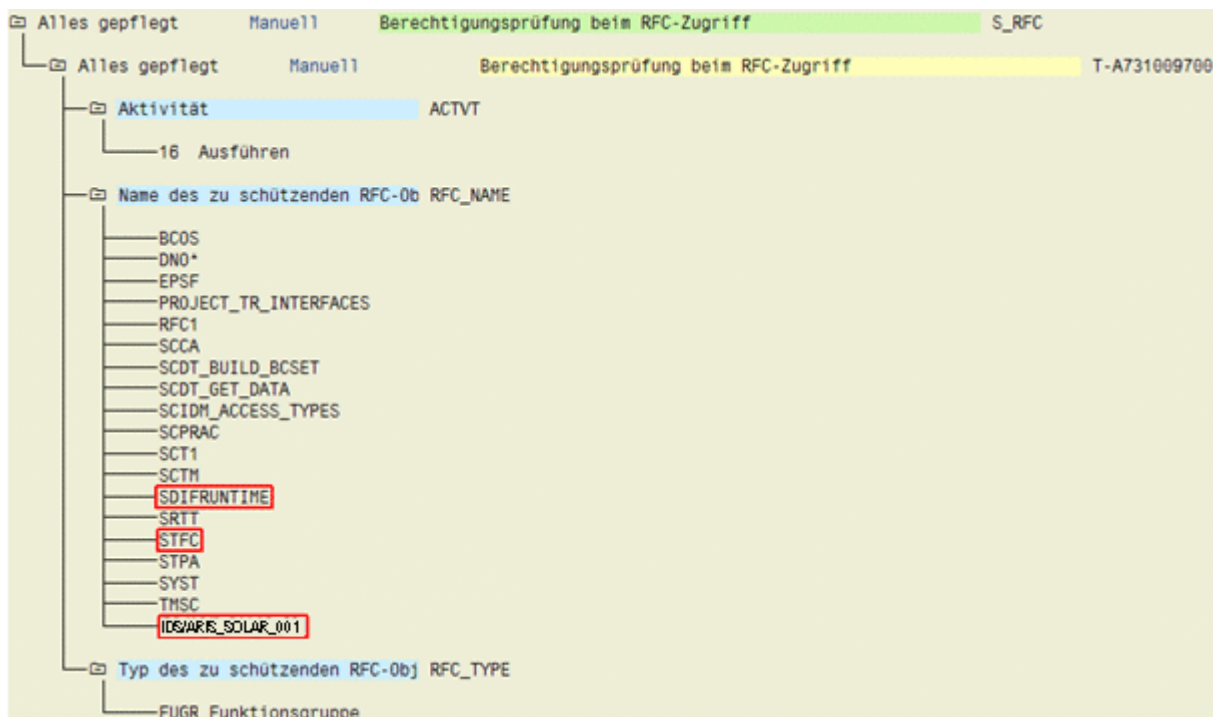 Alles gepflegt Manuell Berechtigungsprüfung beim RFC-Zugriff S_RFC
Alles gepflegt Manuell Berechtigungsprüfung beim RFC-Zugriff T-A731009700
Aktivität ACTVT
16 Ausführen
Name des zu schützenden RFC-Ob RFC_NAME
BCOS
DNO*
EPSF
PROJECT_TR_INTERFACES
RFC1
SCCA
SCDT_BUILD_BCSET
SCDT_GET_DATA
SCIDM_ACCESS_TYPES
SCPRAC
SCT1
SCTM
SDIFRUNTIME
SRTT
STFC
STPA
SYST
TMSC
IDS/ARIS_SOLAR_001
Typ des zu schützenden RFC-Obj RFC_TYPE
FUGR Funktionsgruppe